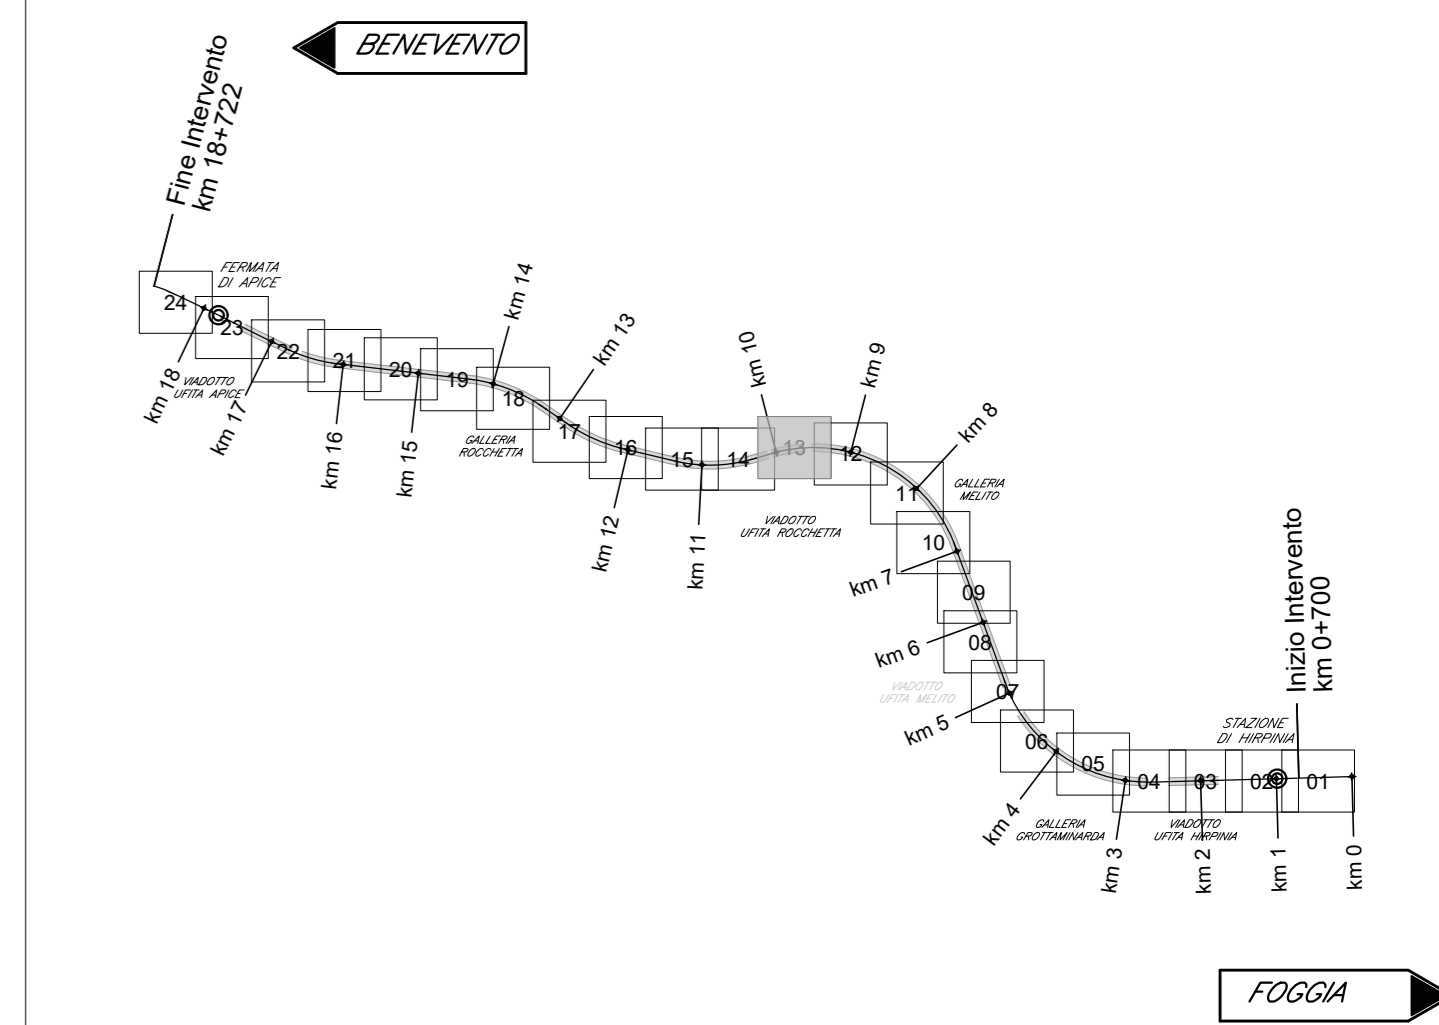 BENEVENTO
Fine Intervento
km 18+722
FERMATA
DI APICE
24
23
22
21
20
19
18
17
16
15
14
13
12
11
10
09
08
07
06
05
04
03
02
01
km 18
VIADOTTO
UFITA APICE
km 17
km 16
km 15
km 14
GALLERIA
ROCCHETTA
km 13
km 12
km 11
km 10
VIADOTTO
UFITA ROCCHETTA
km 9
km 8
GALLERIA
MELITO
km 7
km 6
VIADOTTO
UFITA MELITO
km 5
km 4
GALLERIA
GROTTAMINARDA
km 3
VIADOTTO
UFITA HIRPINIA
km 2
STAZIONE
DI HIRPINIA
km 1
Inizio Intervento
km 0+700
km 0
FOGGIA